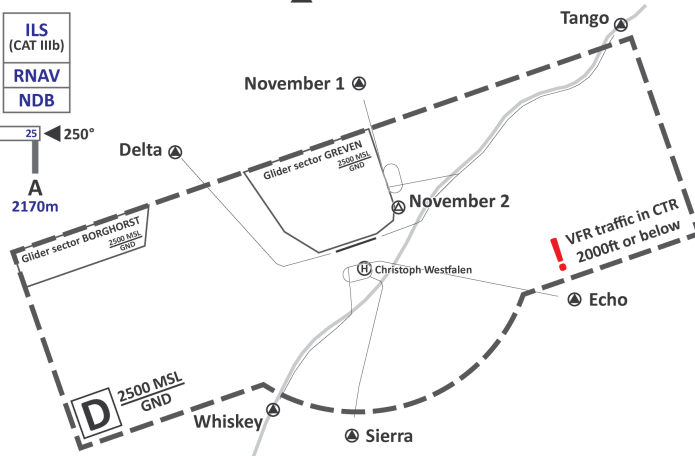 Tango
ILS
(CAT IIIb)
RNAV
NDB
November 1
25
250°
Delta
Glider sector GREVEN
2500 MSL
GND
A
2170m
November 2
Glider sector BORGHORST
2500 MSL
GND
VFR traffic in CTR
2000ft or below
!
H
Christoph Westfalen
Echo
D
2500 MSL
GND
Whiskey
Sierra